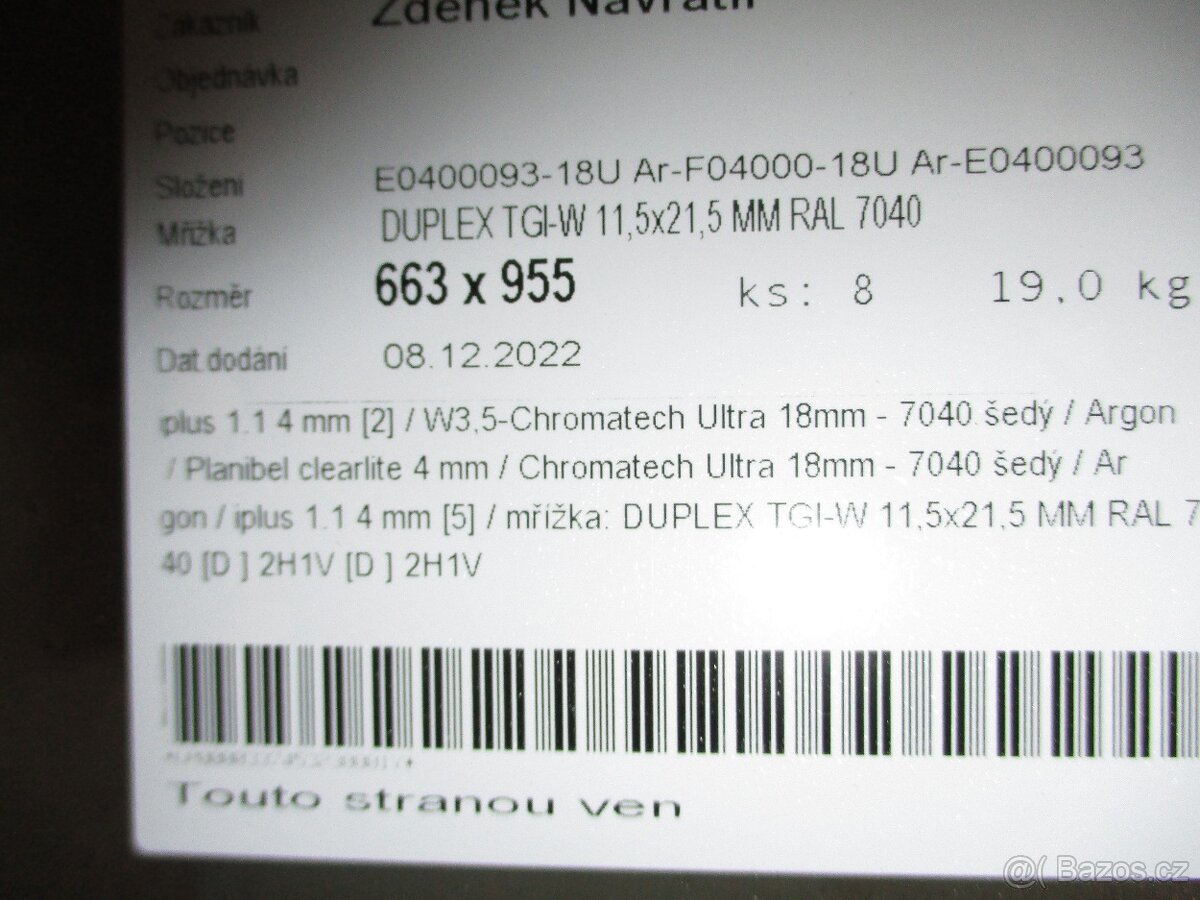 Zákazník Zdeněk Navrátil
Objednávka
Pozice
Složení E0400093-18U Ar-F04000-18U Ar-E0400093
Mřížka DUPLEX TGI-W 11,5x21,5 MM RAL 7040
Rozměr 663 x 955 ks: 8 19.0 kg
Dat.dodání 08.12.2022
iplus 1.1 4 mm [2] / W3,5-Chromatech Ultra 18mm - 7040 šedý / Argon
/ Planibel clearlite 4 mm / Chromatech Ultra 18mm - 7040 šedý / Ar
gon / iplus 1.1 4 mm [5] / mřížka: DUPLEX TGI-W 11,5x21,5 MM RAL 7
40 [D ] 2H1V [D ] 2H1V
Touto stranou ven
@( Bazos.cz